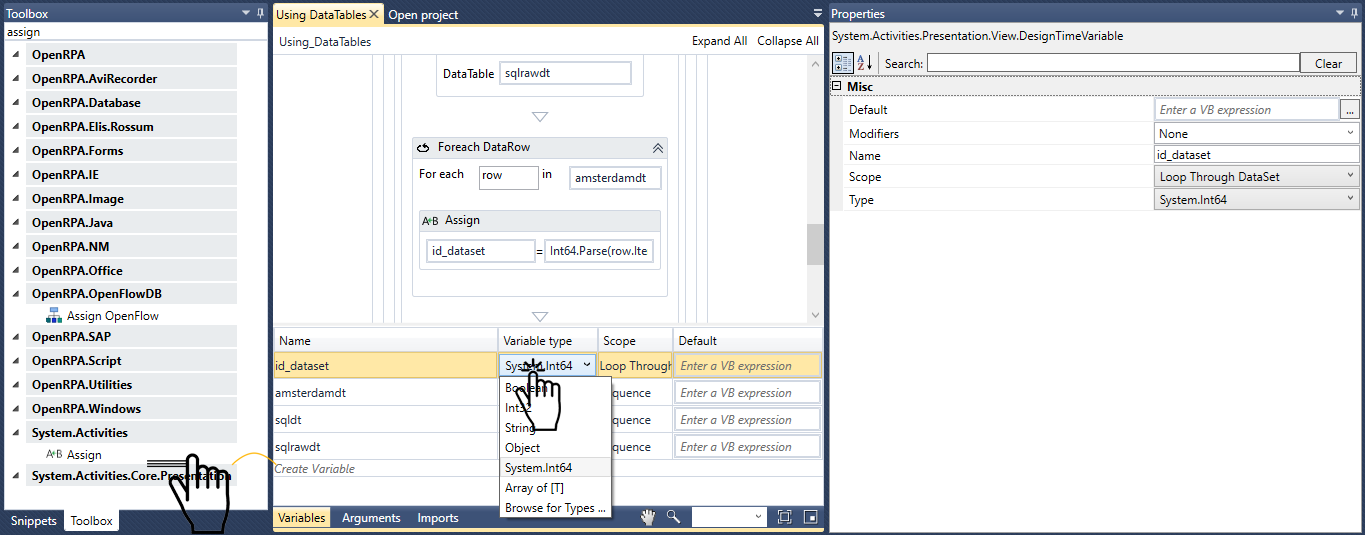 Toolbox
assign
OpenRPA
OpenRPA.AviRecorder
OpenRPA.Database
OpenRPA.Elis.Rossum
OpenRPA.Forms
OpenRPA.IE
OpenRPA.Image
OpenRPA.Java
OpenRPA.NM
OpenRPA.Office
OpenRPA.OpenFlowDB
Assign OpenFlow
OpenRPA.SAP
OpenRPA.Script
OpenRPA.Utilities
OpenRPA.Windows
System.Activities
A+B Assign
System.Activities.Core.Presentation
Snippets Toolbox
Using DataTables Open project
Using_DataTables Expand All Collapse All
DataTable sqlrawdt
Foreach DataRow
For each row in amsterdamdt
A+B Assign
id_dataset = Int64.Parse(row.Ite
Name Variable type Scope Default
id_dataset System.Int64 Loop Through Enter a VB expression
amsterdamdt quence Enter a VB expression
sqldt quence Enter a VB expression
sqlrawdt quence Enter a VB expression
Create Variable
Boolean
Int32
String
Object
System.Int64
Array of [T]
Browse for Types ...
Variables Arguments Imports
Properties
System.Activities.Presentation.View.DesignTimeVariable
A Z Search: Clear
Misc
Default Enter a VB expression ...
Modifiers None
Name id_dataset
Scope Loop Through DataSet
Type System.Int64